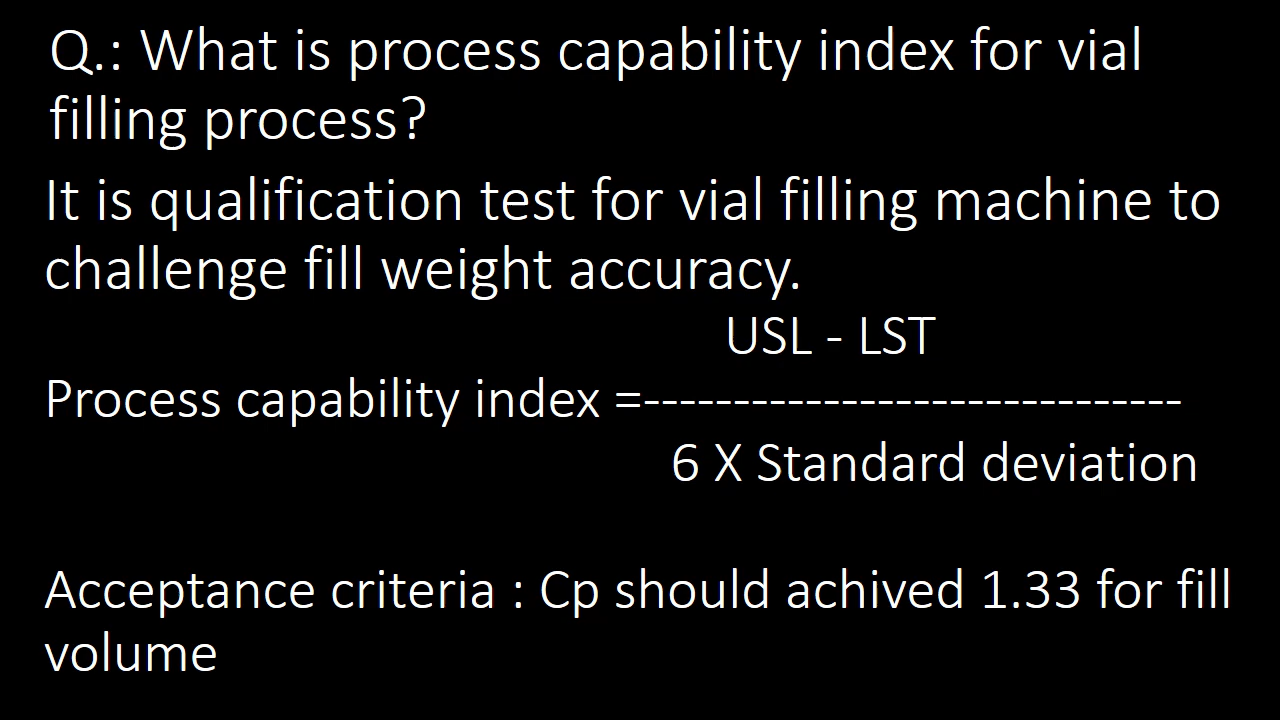 Q.: What is process capability index for vial
filling process?
It is qualification test for vial filling machine to
challenge fill weight accuracy.
USL - LST
Process capability index =------------------------------
6 X Standard deviation
Acceptance criteria : Cp should achived 1.33 for fill
volume